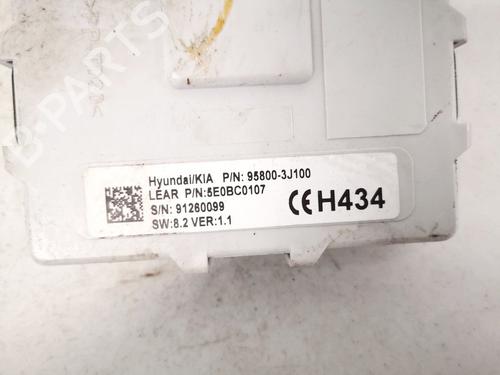 B-PARTS
Hyundai/KIA P/N: 95800-3J100
LEAR P/N:5E0BC0107
S/N: 91260099
SW:8.2 VER:1.1
CE H434